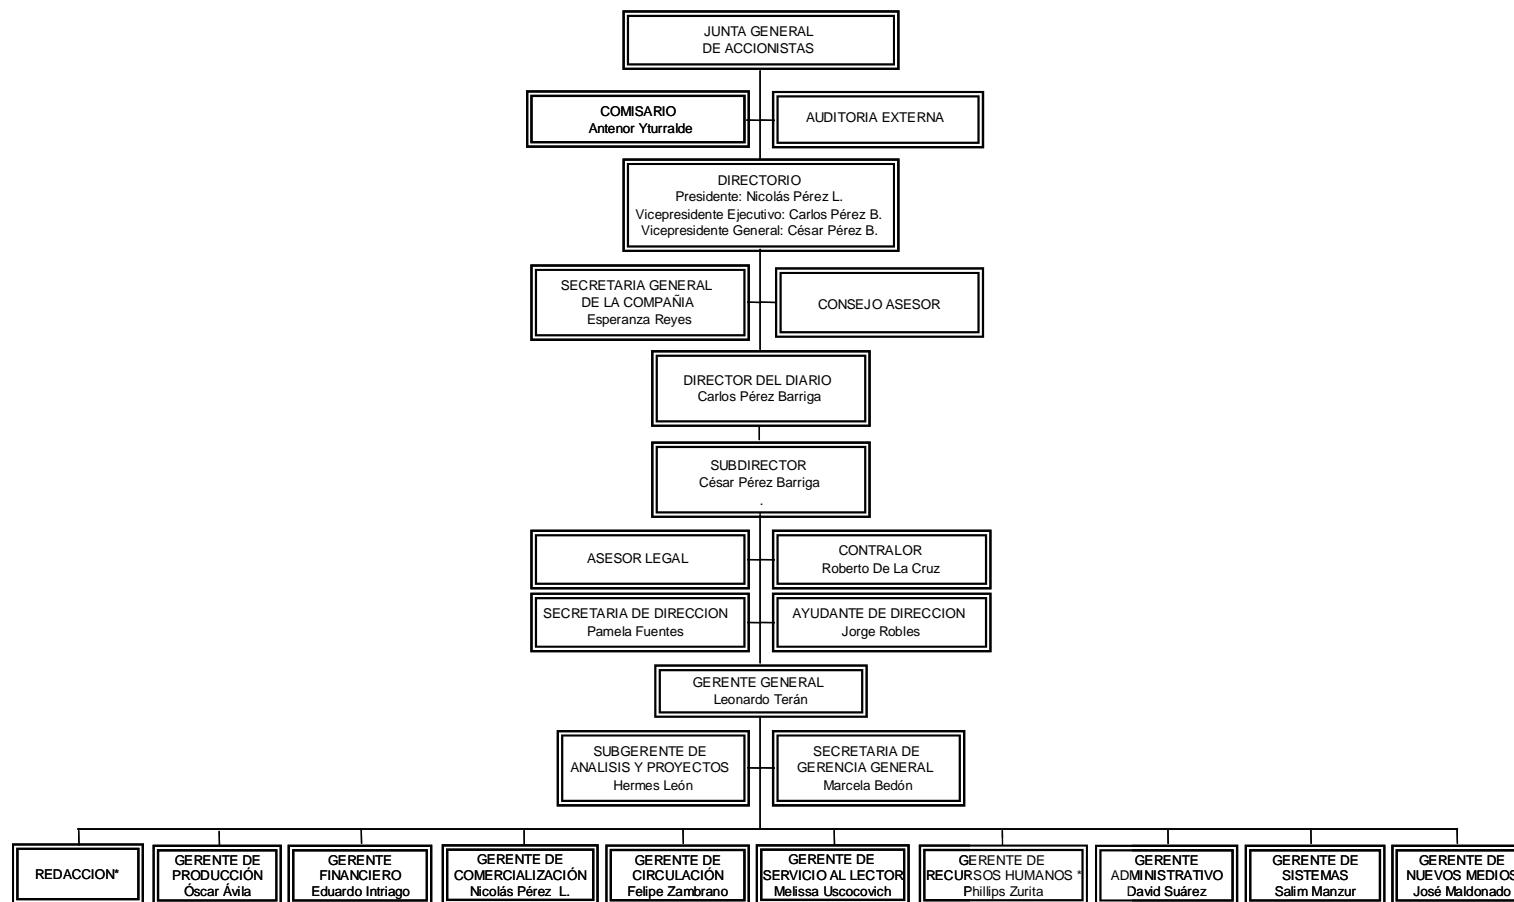 JUNTA GENERAL
DE ACCIONISTAS
COMISARIO
Antenor Yturralde
AUDITORIA EXTERNA
DIRECTORIO
Presidente: Nicolás Pérez L.
Vicepresidente Ejecutivo: Carlos Pérez B.
Vicepresidente General: César Pérez B.
SECRETARIA GENERAL
DE LA COMPAÑIA
Esperanza Reyes
CONSEJO ASESOR
DIRECTOR DEL DIARIO
Carlos Pérez Barriga
SUBDIRECTOR
César Pérez Barriga
.
ASESOR LEGAL
CONTRALOR
Roberto De La Cruz
SECRETARIA DE DIRECCION
Pamela Fuentes
AYUDANTE DE DIRECCION
Jorge Robles
GERENTE GENERAL
Leonardo Terán
SUBGERENTE DE
ANALISIS Y PROYECTOS
Hermes León
SECRETARIA DE
GERENCIA GENERAL
Marcela Bedón
REDACCION*
GERENTE DE
PRODUCCIÓN
Óscar Ávila
GERENTE
FINANCIERO
Eduardo Intriago
GERENTE DE
COMERCIALIZACIÓN
Nicolás Pérez L.
GERENTE DE
CIRCULACIÓN
Felipe Zambrano
GERENTE DE
SERVICIO AL LECTOR
Melissa Uscocovich
GERENTE DE
RECURSOS HUMANOS *
Phillips Zurita
GERENTE
ADMINISTRATIVO
David Suárez
GERENTE DE
SISTEMAS
Salim Manzur
GERENTE DE
NUEVOS MEDIOS
José Maldonado